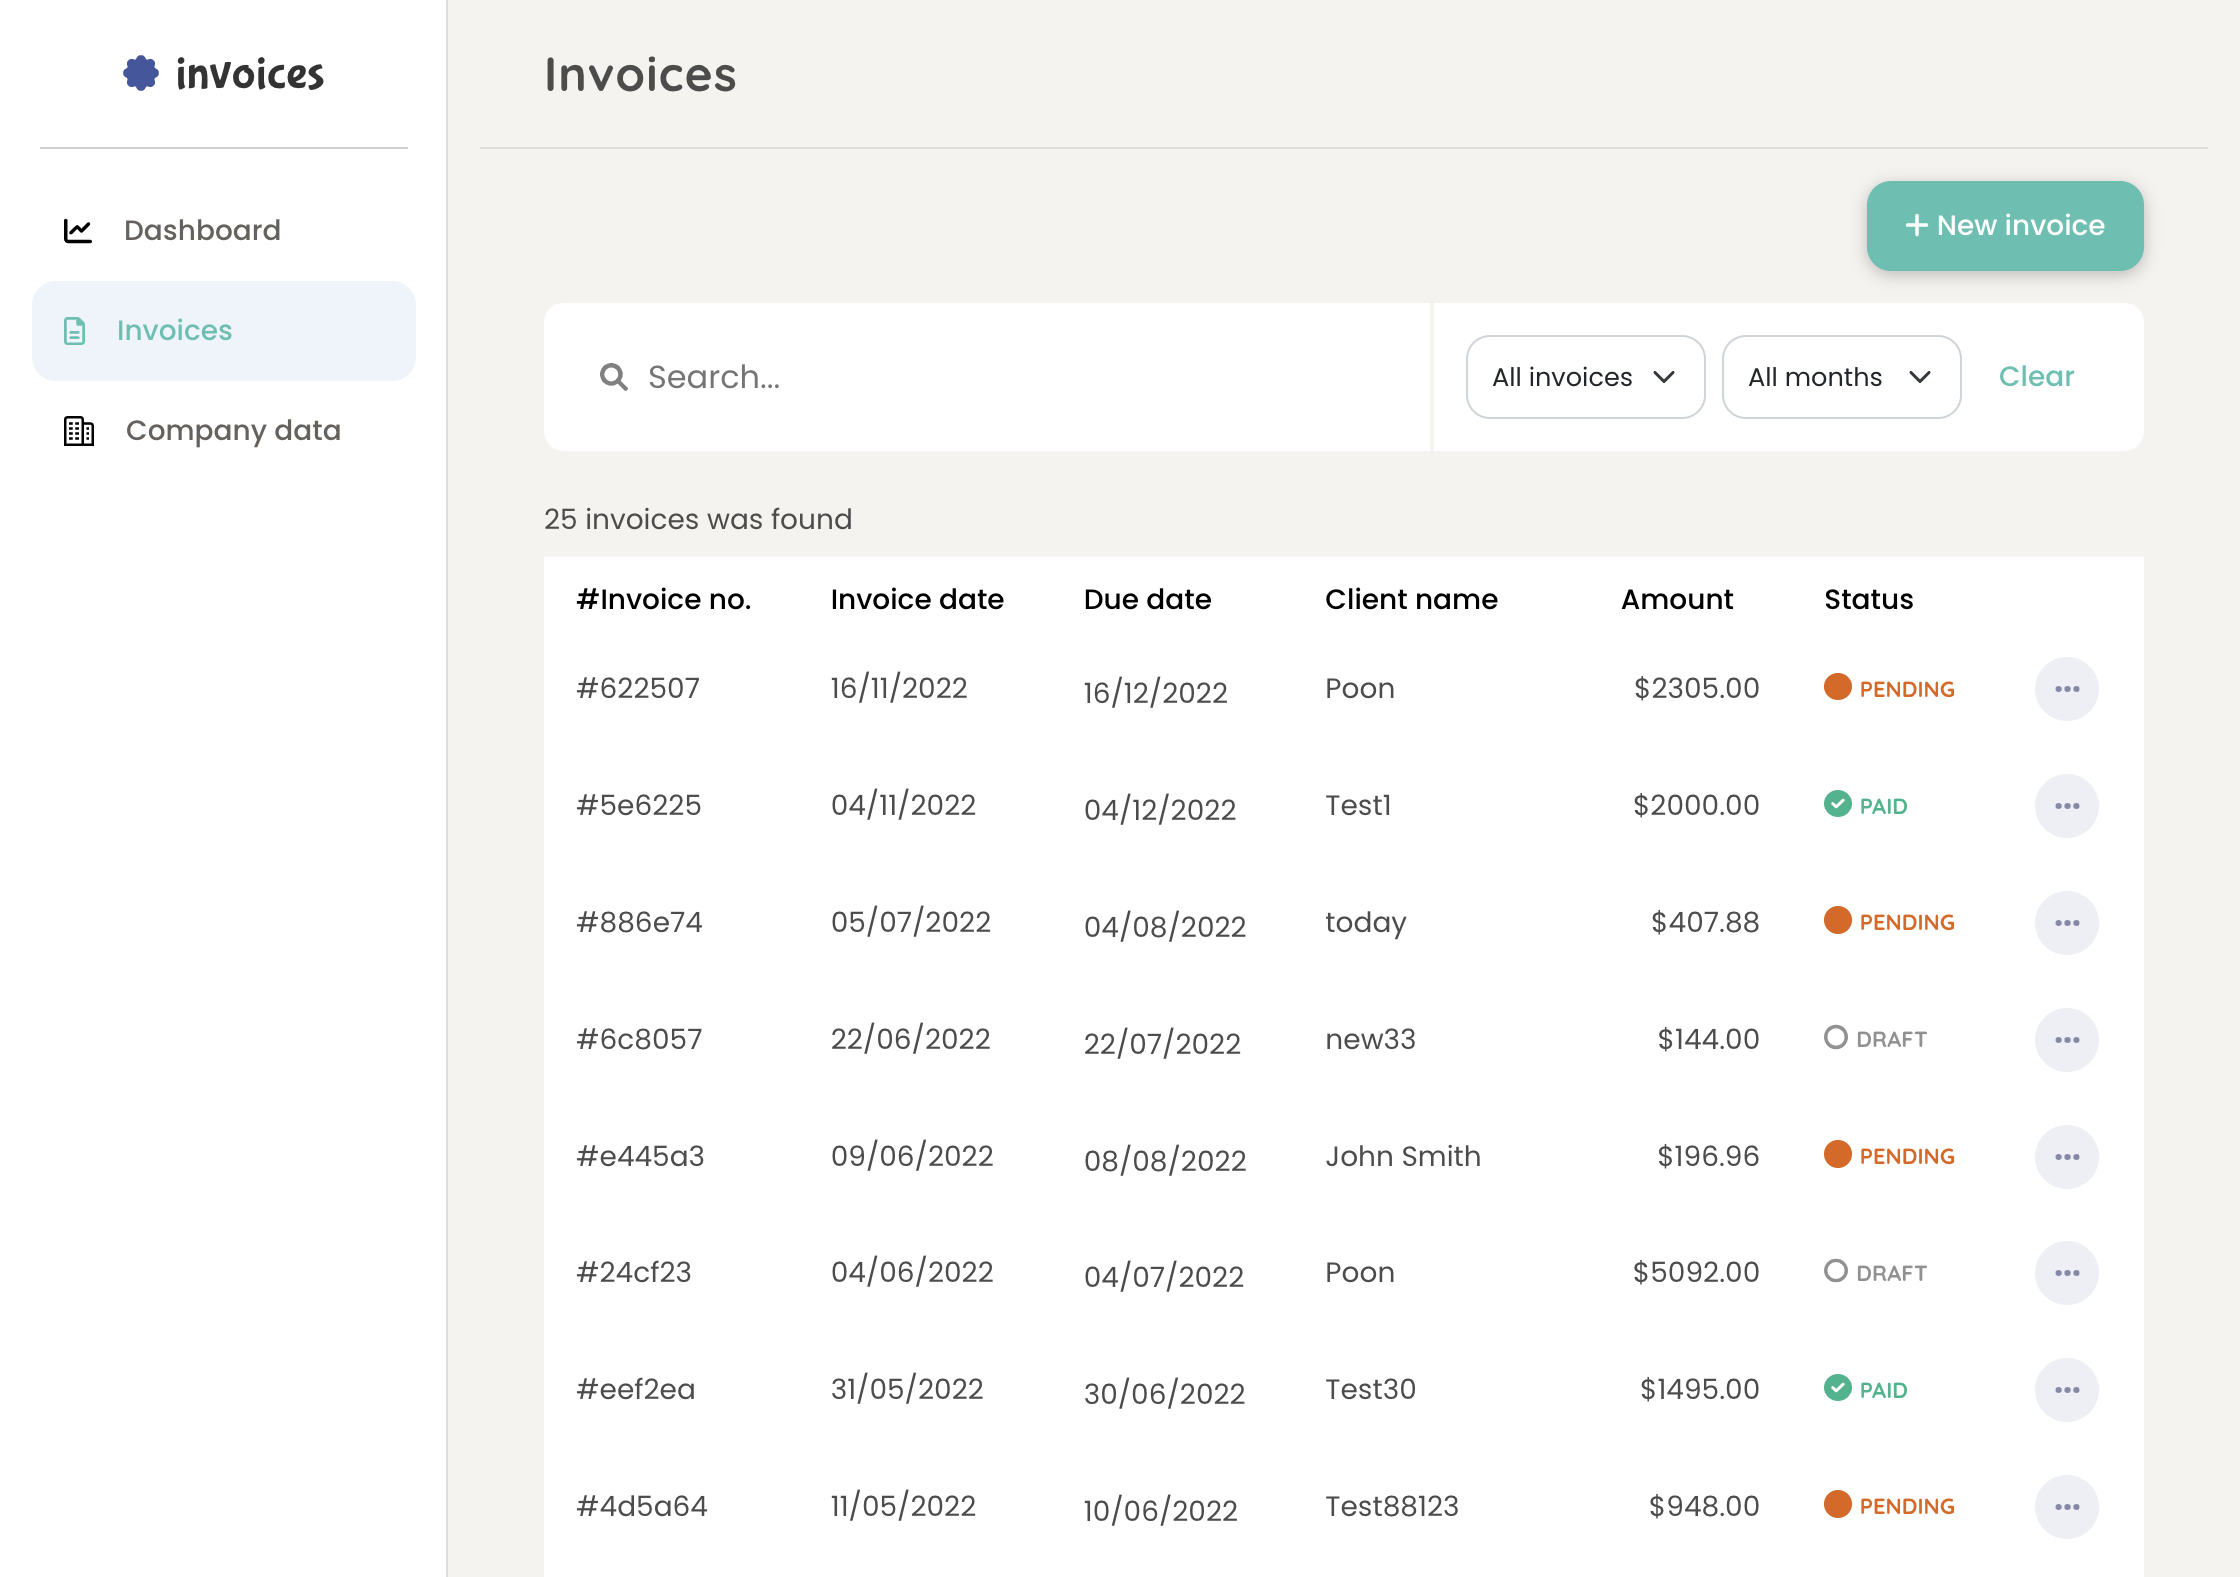 invoices
Invoices
Dashboard
Invoices
Company data
+ New invoice
Search...
All invoices
All months
Clear
25 invoices was found
#Invoice no. Invoice date Due date Client name Amount Status
#622507 16/11/2022 16/12/2022 Poon $2305.00 PENDING
#5e6225 04/11/2022 04/12/2022 Test1 $2000.00 PAID
#886e74 05/07/2022 04/08/2022 today $407.88 PENDING
#6c8057 22/06/2022 22/07/2022 new33 $144.00 DRAFT
#e445a3 09/06/2022 08/08/2022 John Smith $196.96 PENDING
#24cf23 04/06/2022 04/07/2022 Poon $5092.00 DRAFT
#eef2ea 31/05/2022 30/06/2022 Test30 $1495.00 PAID
#4d5a64 11/05/2022 10/06/2022 Test88123 $948.00 PENDING